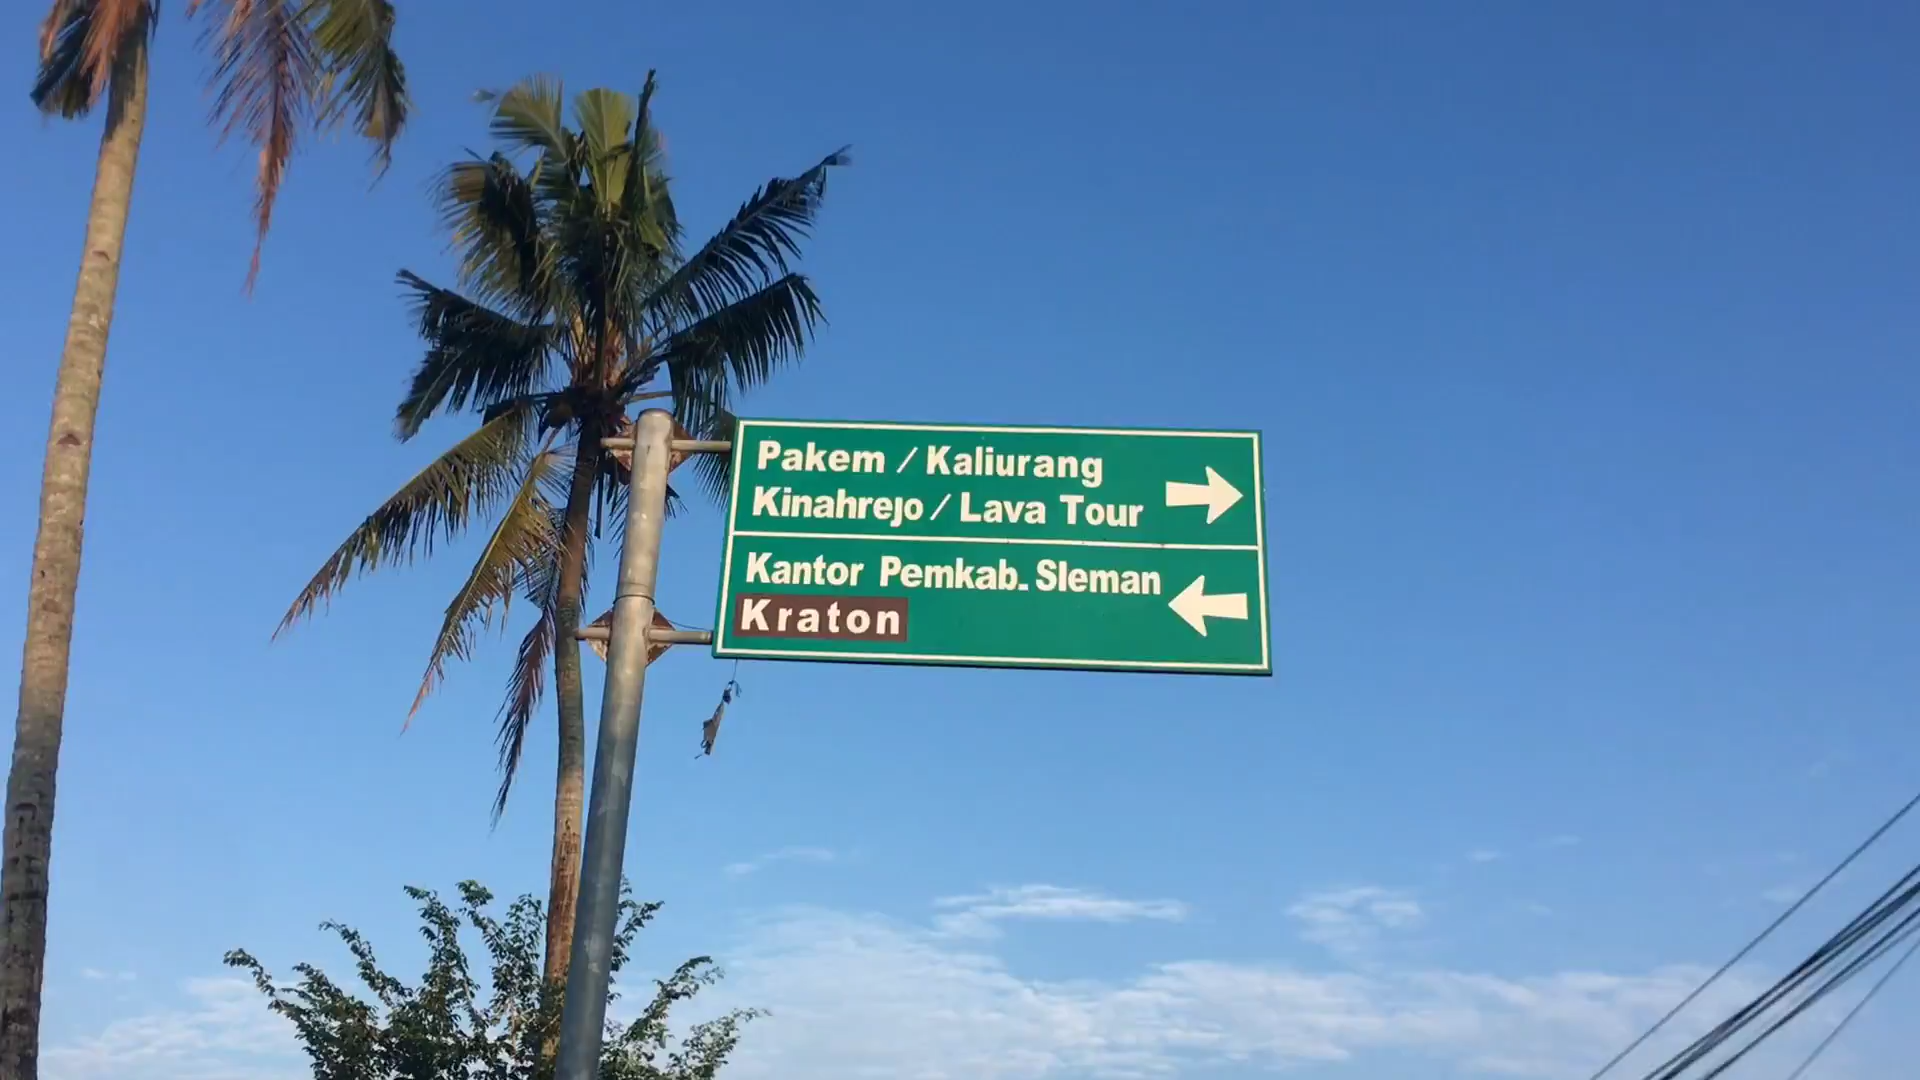 Pakem / Kaliurang
Kinahrejo / Lava Tour
Kantor Pemkab. Sleman
Kraton